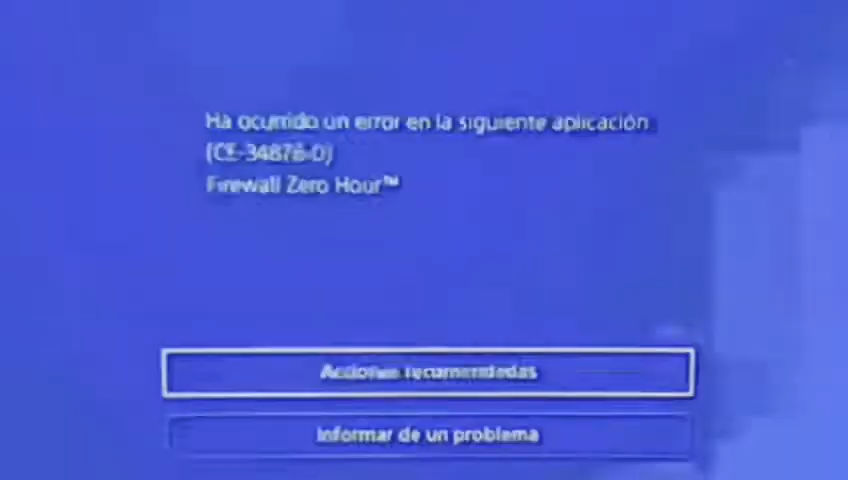 Ha ocurrido un error en la siguiente aplicación
(CE-34878-0)
Firewall Zero Hour™
Acciones recomendadas
Informar de un problema